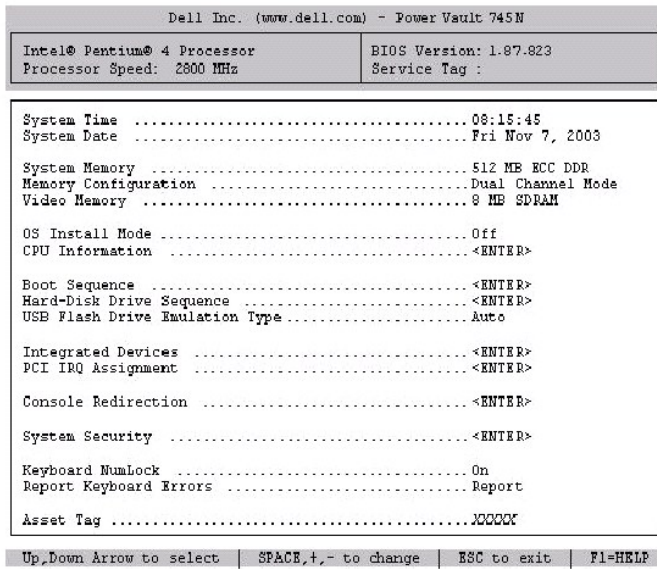 Dell Inc. (www.dell.com) - Power Vault 745N
Intel® Pentium® 4 Processor
Processor Speed: 2800 MHz
BIOS Version: 1.87.823
Service Tag :
System Time ........................................ 08:15:45
System Date ........................................ Fri Nov 7, 2003
System Memory ...................................... 512 MB ECC DDR
Memory Configuration ............................... Dual Channel Mode
Video Memory ....................................... 8 MB SDRAM
OS Install Mode ..................................... Off
CPU Information .................................... <ENTER>
Boot Sequence ...................................... <ENTER>
Hard-Disk Drive Sequence ........................... <ENTER>
USB Flash Drive Emulation Type ...................... Auto
Integrated Devices ................................. <ENTER>
PCI IRQ Assignment ................................. <ENTER>
Console Redirection ................................ <ENTER>
System Security .................................... <ENTER>
Keyboard NumLock ................................... On
Report Keyboard Errors ............................. Report
Asset Tag ........................................... XXXXX
Up,Down Arrow to select | SPACE,+,- to change | ESC to exit | F1=HELP